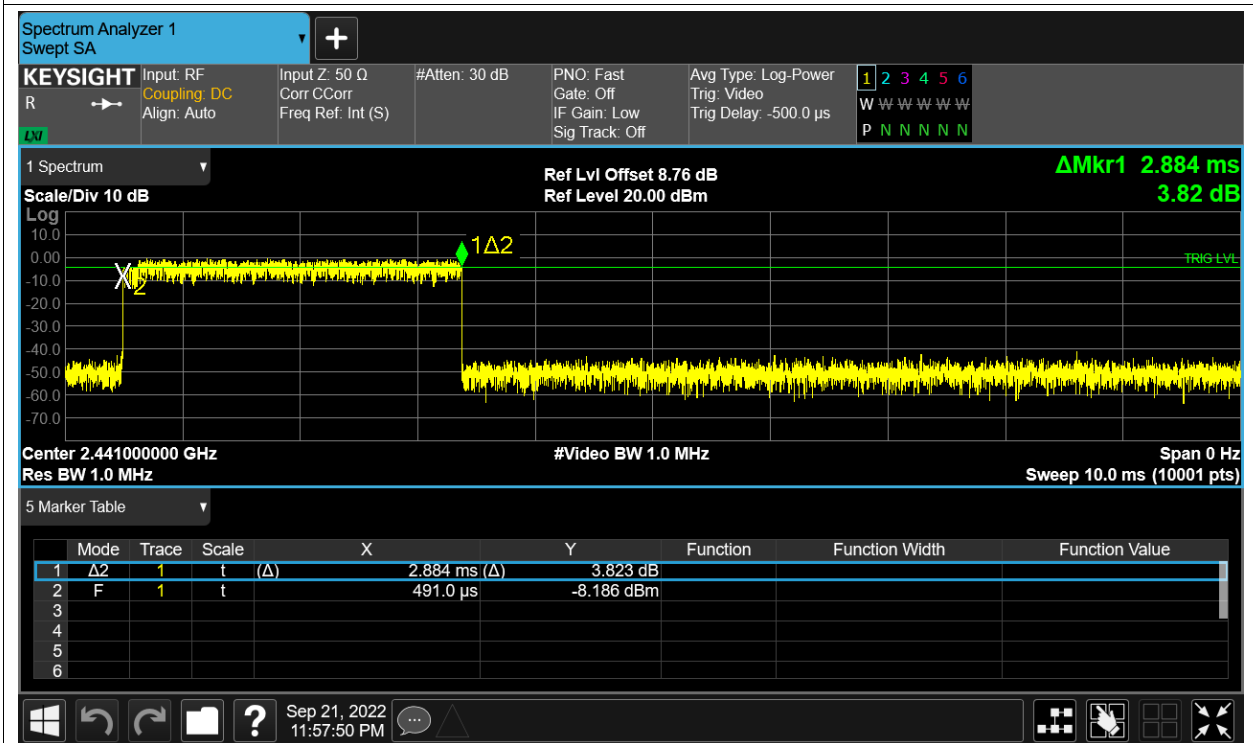 Spectrum Analyzer 1
Swept SA
KEYSIGHT
R
LXI
Input: RF
Coupling: DC
Align: Auto
Input Z: 50 Ω
Corr CCorr
Freq Ref: Int (S)
#Atten: 30 dB
PNO: Fast
Gate: Off
IF Gain: Low
Sig Track: Off
Avg Type: Log-Power
Trig: Video
Trig Delay: -500.0 µs
1 2 3 4 5 6
W W W W W W
P N N N N N
1 Spectrum
Scale/Div 10 dB
Ref Lvl Offset 8.76 dB
Ref Level 20.00 dBm
ΔMkr1 2.884 ms
3.82 dB
Log
10.0
0.00
-10.0
-20.0
-30.0
-40.0
-50.0
-60.0
-70.0
1Δ2
X2
TRIG LVL
Center 2.441000000 GHz
Res BW 1.0 MHz
#Video BW 1.0 MHz
Span 0 Hz
Sweep 10.0 ms (10001 pts)
5 Marker Table
Mode Trace Scale X Y Function Function Width Function Value
1 Δ2 1 t (Δ) 2.884 ms (Δ) 3.823 dB
2 F 1 t 491.0 µs -8.186 dBm
3
4
5
6
?
Sep 21, 2022
11:57:50 PM